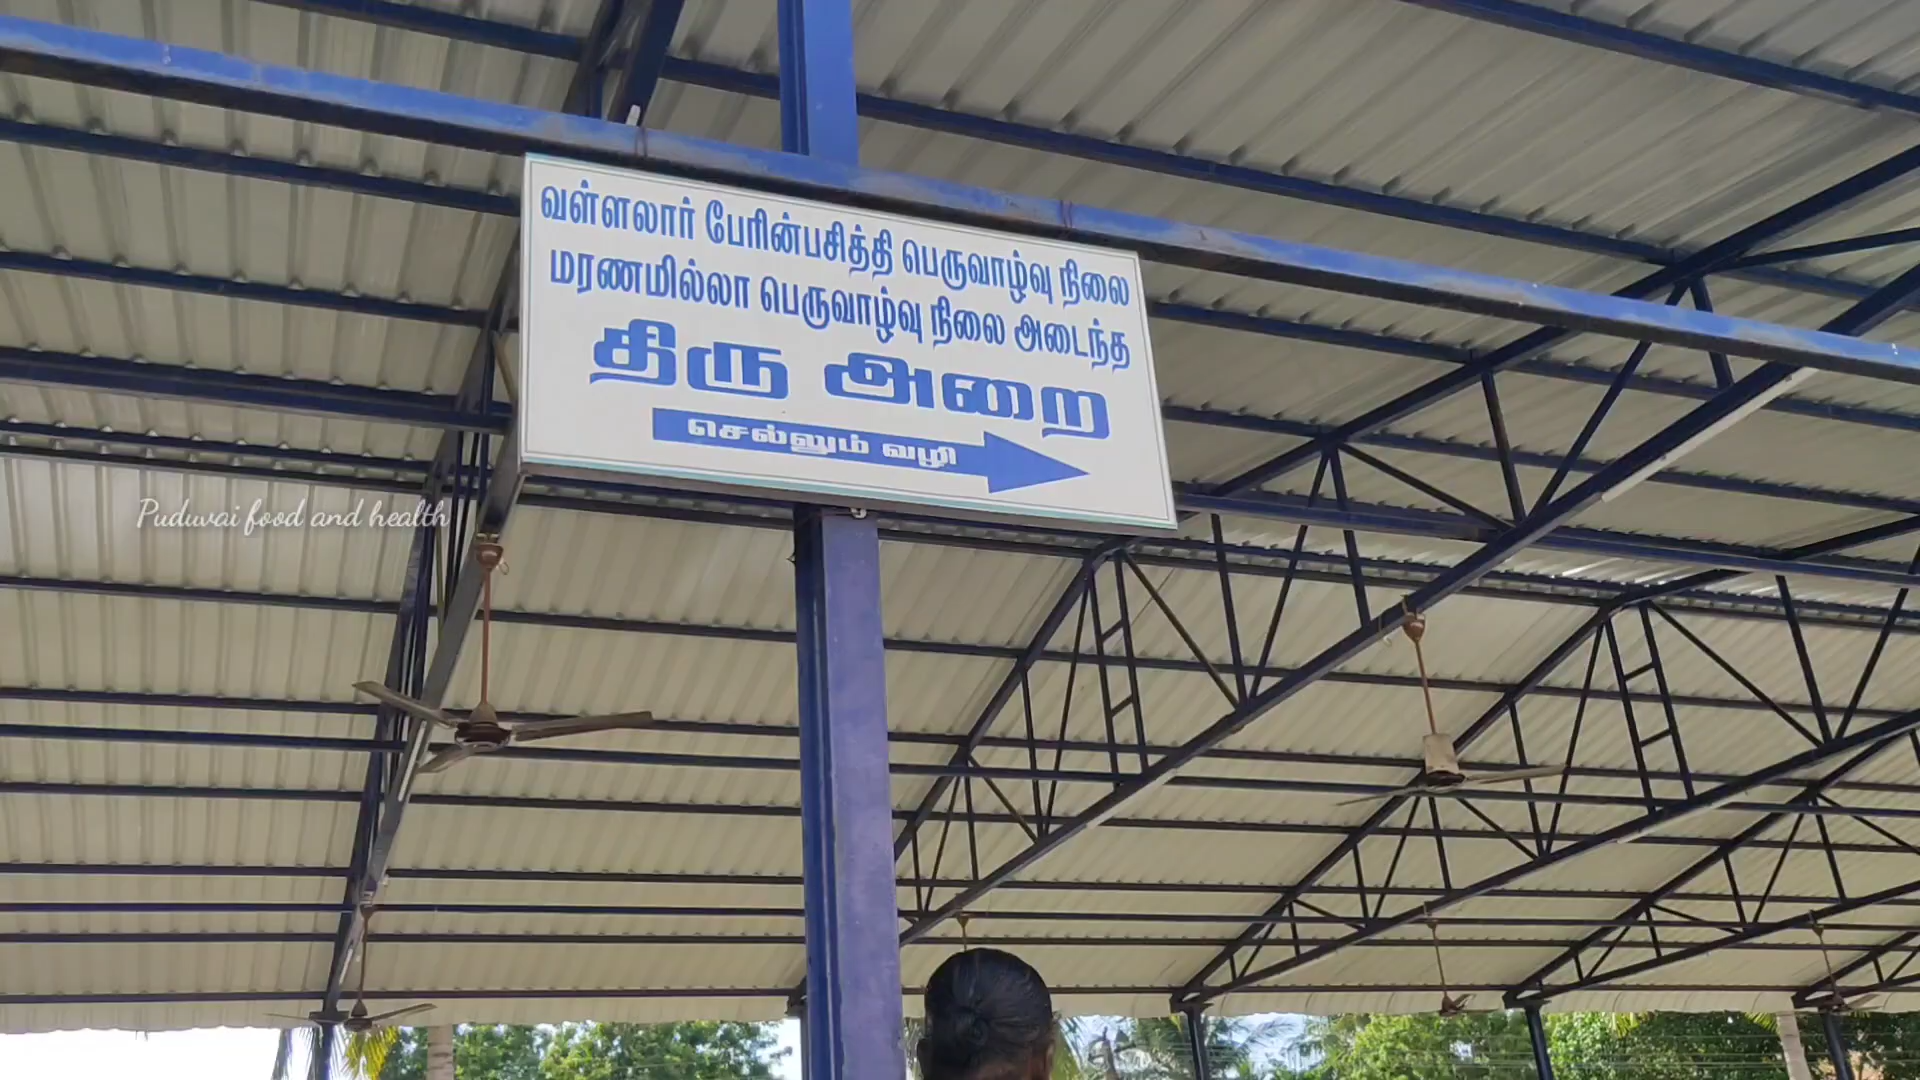 வள்ளலார் பேரின்பசித்தி பெருவாழ்வு நிலை
மரணமில்லா பெருவாழ்வு நிலை அடைந்த
திரு அறை
செல்லும் வழி
Puduvai food and health